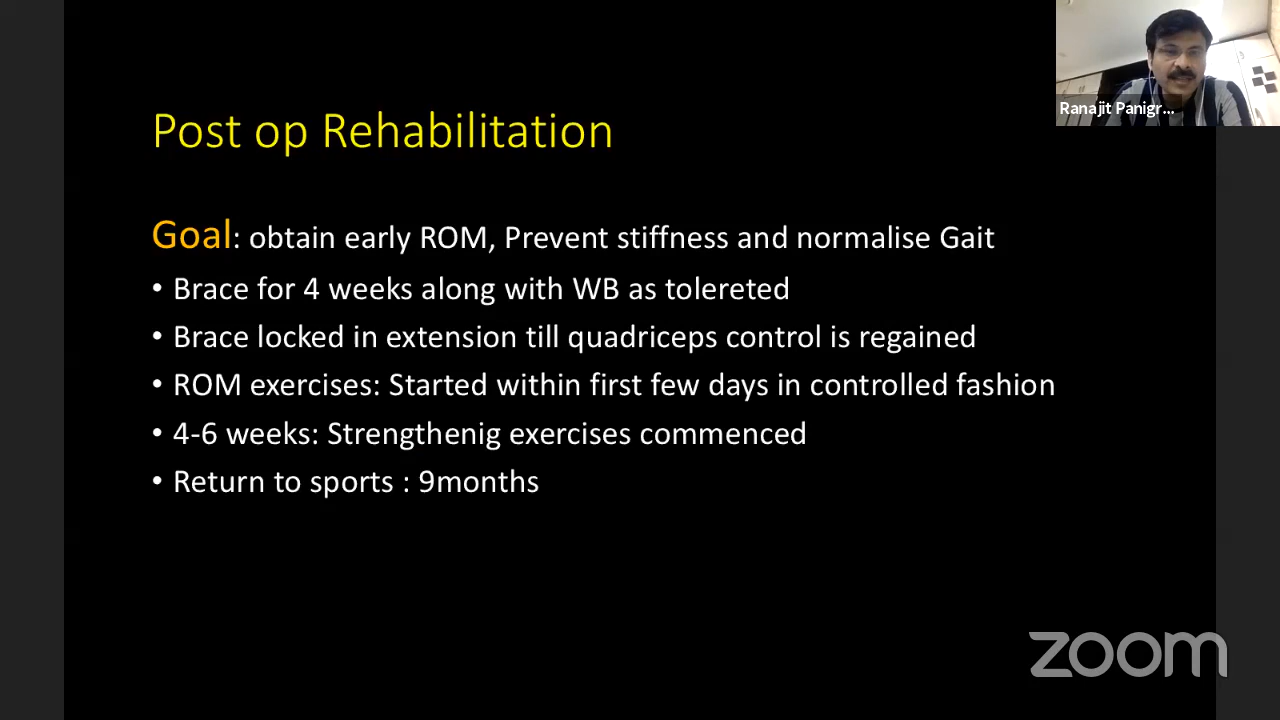 Ranajit Panigr...
Post op Rehabilitation
Goal: obtain early ROM, Prevent stiffness and normalise Gait
• Brace for 4 weeks along with WB as tolereted
• Brace locked in extension till quadriceps control is regained
• ROM exercises: Started within first few days in controlled fashion
• 4-6 weeks: Strengthenig exercises commenced
• Return to sports : 9months
zoom